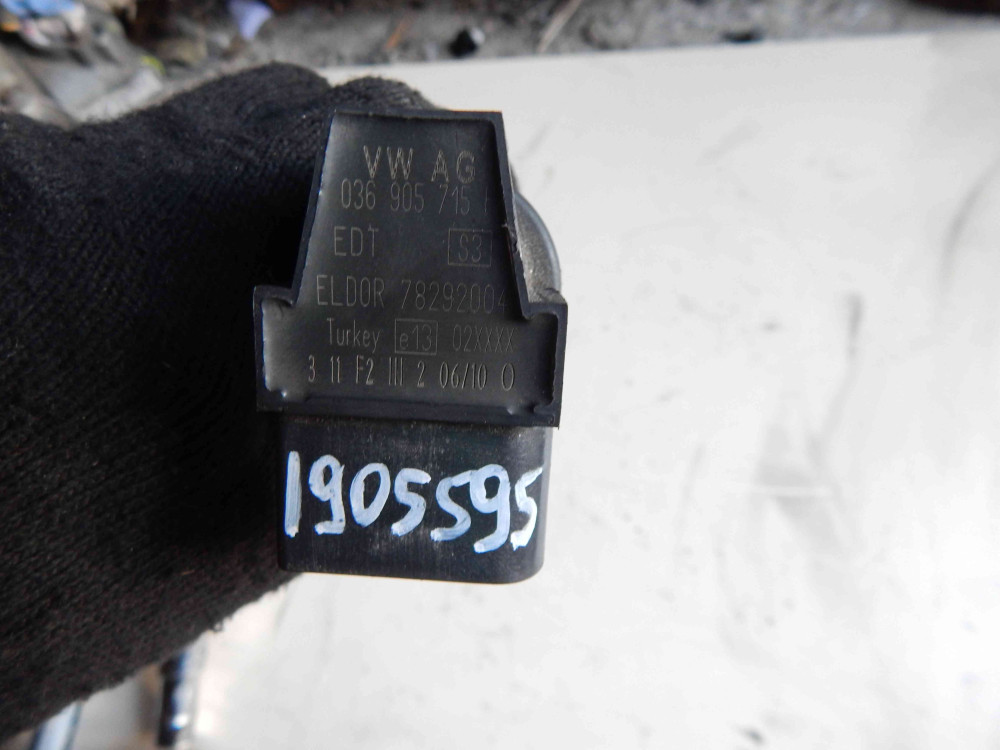 VW AG
036 905 715
EDT S3
ELDOR 78292004
Turkey e13 02XXXX
3 11 F2 III 2 06/10 O
1905595